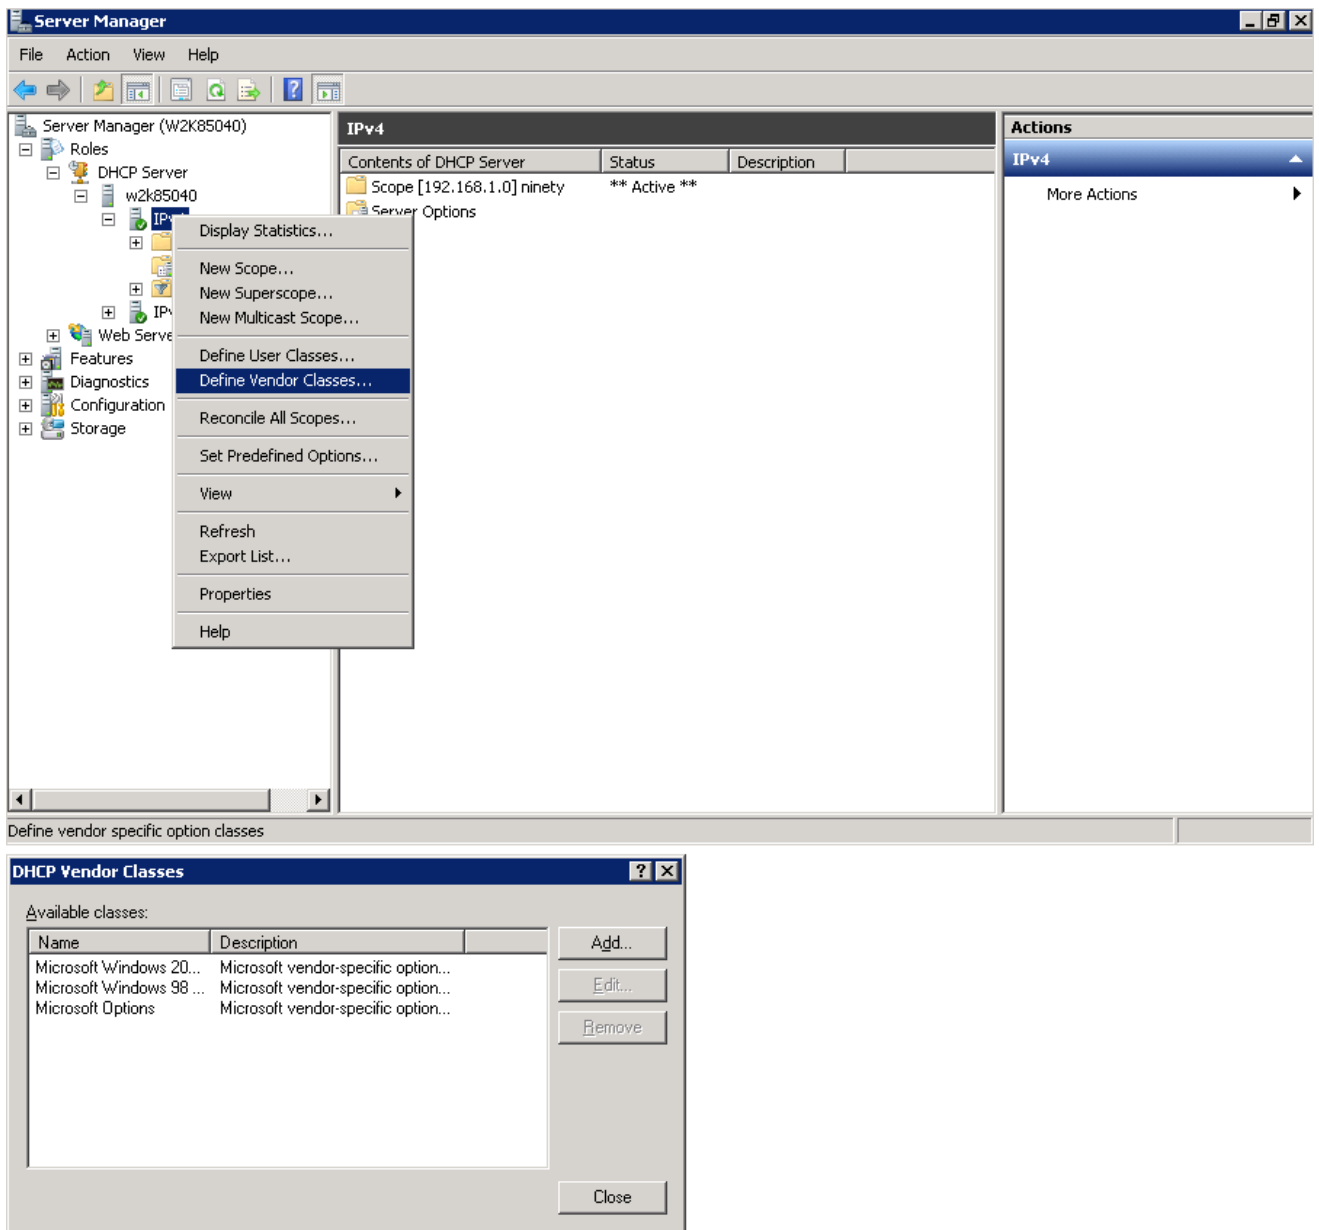 Server Manager
File Action View Help
Server Manager (W2K85040)
Roles
DHCP Server
w2k85040
Web Serve
Features
Diagnostics
Configuration
Storage
Display Statistics...
New Scope...
New Superscope...
New Multicast Scope...
Define User Classes...
Define Vendor Classes...
Reconcile All Scopes...
Set Predefined Options...
View
Refresh
Export List...
Properties
Help
IPv4
Contents of DHCP Server Status Description
Scope [192.168.1.0] ninety ** Active **
Server Options
Actions
IPv4
More Actions
Define vendor specific option classes
DHCP Vendor Classes
Available classes:
Name Description
Microsoft Windows 20... Microsoft vendor-specific option...
Microsoft Windows 98 ... Microsoft vendor-specific option...
Microsoft Options Microsoft vendor-specific option...
Add...
Edit...
Remove
Close